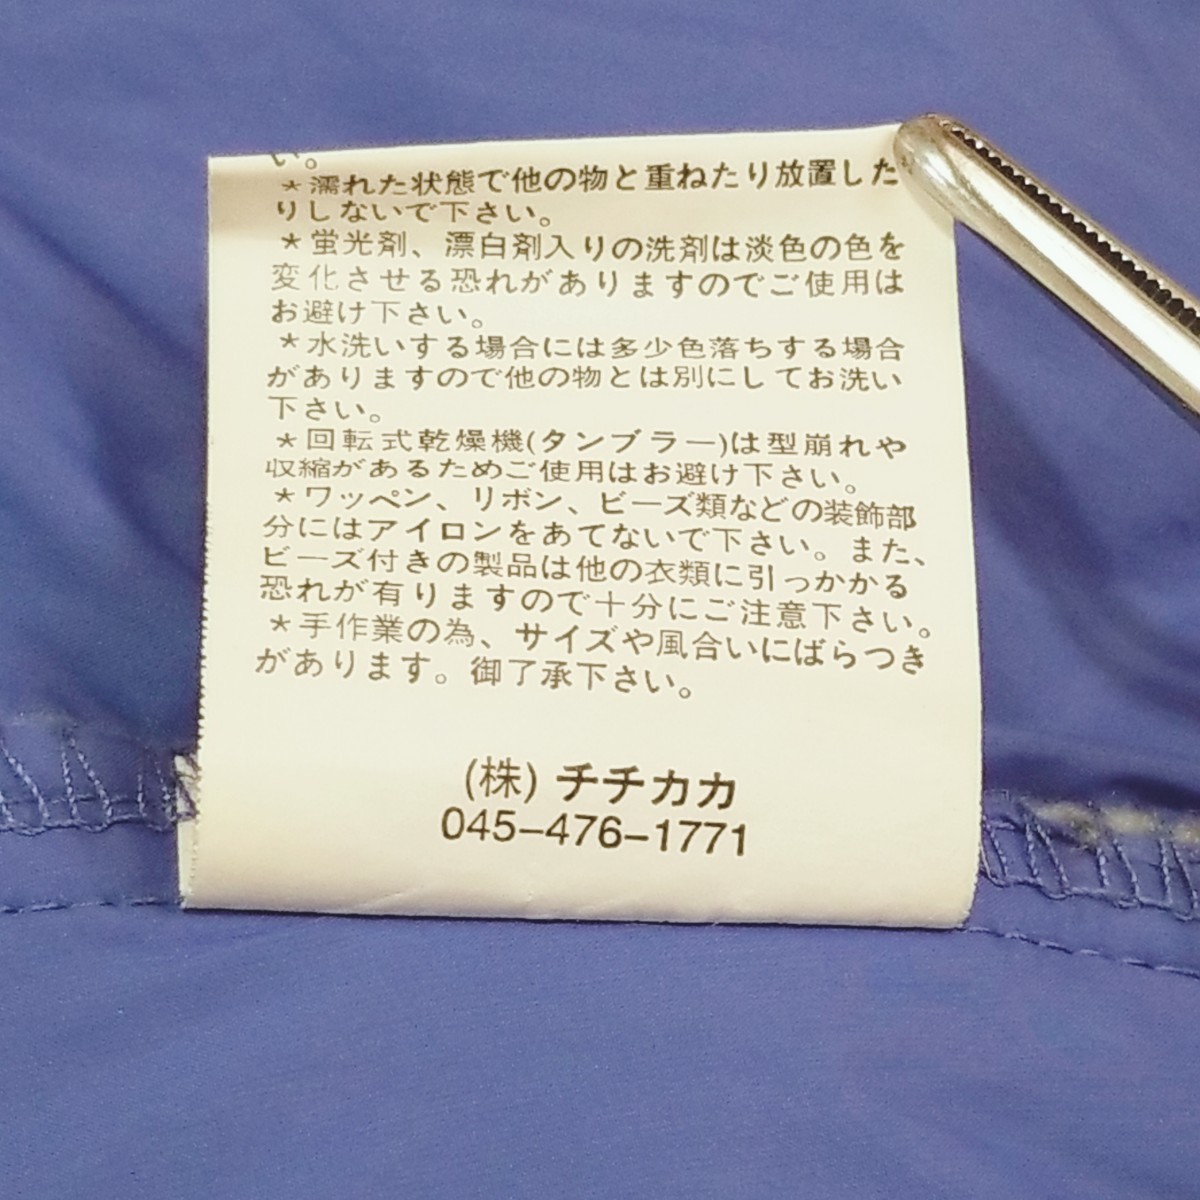 い。
*濡れた状態で他の物と重ねたり放置した
りしないで下さい。
*蛍光剤、漂白剤入りの洗剤は淡色の色を
変化させる恐れがありますのでご使用は
お避け下さい。
*水洗いする場合には多少色落ちする場合
がありますので他の物とは別にしてお洗い
下さい。
*回転式乾燥機(タンブラー)は型崩れや
収縮があるためご使用はお避け下さい。
*ワッペン、リボン、ビーズ類などの装飾部
分にはアイロンをあてないで下さい。また、
ビーズ付きの製品は他の衣類に引っかかる
恐れが有りますので十分にご注意下さい。
*手作業の為、サイズや風合いにばらつき
があります。御了承下さい。
(株) チチカカ
045-476-1771